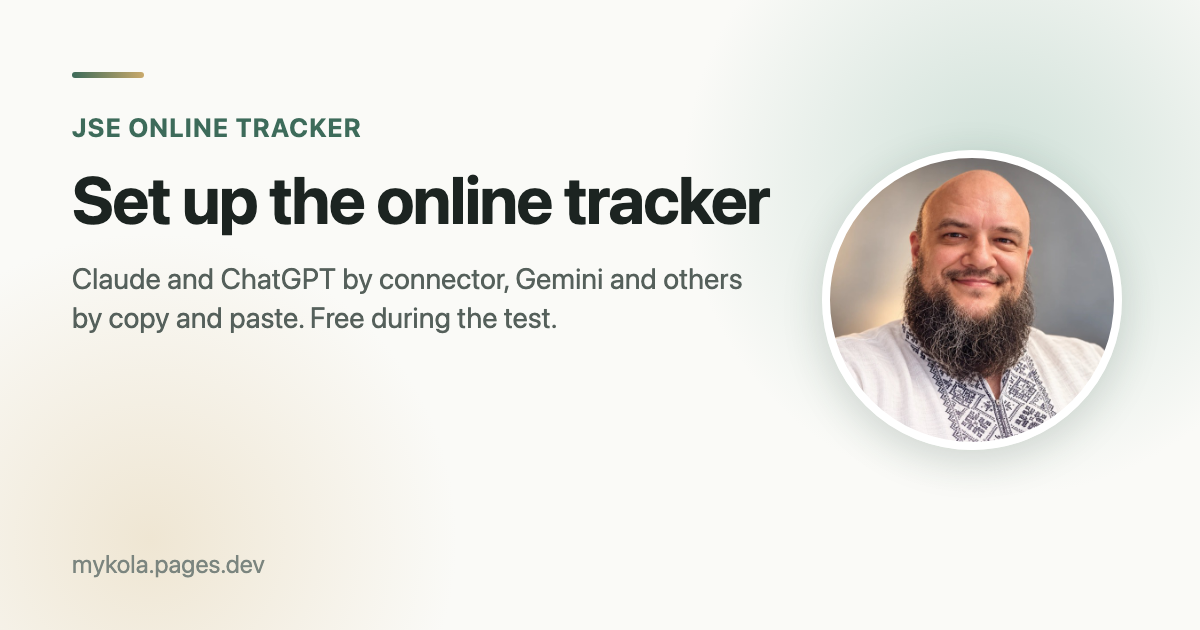 JSE ONLINE TRACKER
Set up the online tracker
Claude and ChatGPT by connector, Gemini and others
by copy and paste. Free during the test.
mykola.pages.dev